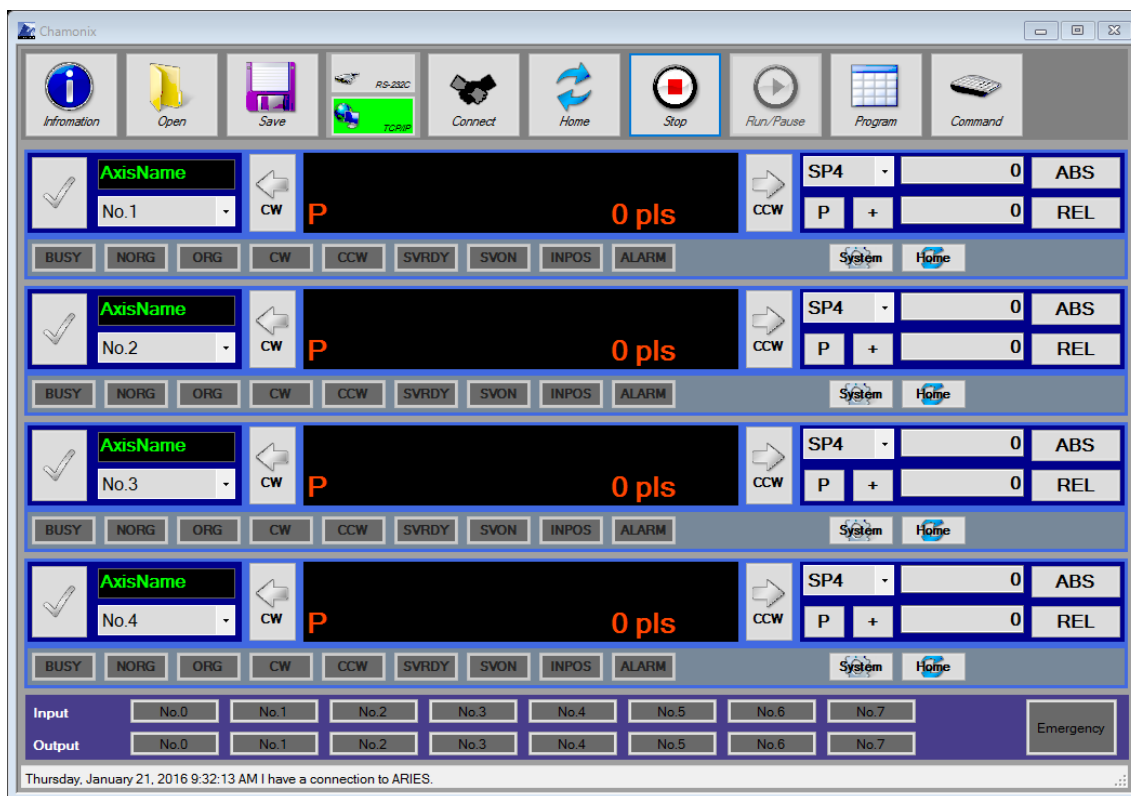 Chamonix
Infromation Open Save RS-232C TCP/IP Connect Home Stop Run/Pause Program Command
AxisName SP4 0 ABS
No.1 CW P 0 pls CCW P + 0 REL
BUSY NORG ORG CW CCW SVRDY SVON INPOS ALARM System Home
AxisName SP4 0 ABS
No.2 CW P 0 pls CCW P + 0 REL
BUSY NORG ORG CW CCW SVRDY SVON INPOS ALARM System Home
AxisName SP4 0 ABS
No.3 CW P 0 pls CCW P + 0 REL
BUSY NORG ORG CW CCW SVRDY SVON INPOS ALARM System Home
AxisName SP4 0 ABS
No.4 CW P 0 pls CCW P + 0 REL
BUSY NORG ORG CW CCW SVRDY SVON INPOS ALARM System Home
Input No.0 No.1 No.2 No.3 No.4 No.5 No.6 No.7
Output No.0 No.1 No.2 No.3 No.4 No.5 No.6 No.7 Emergency
Thursday, January 21, 2016 9:32:13 AM I have a connection to ARIES.